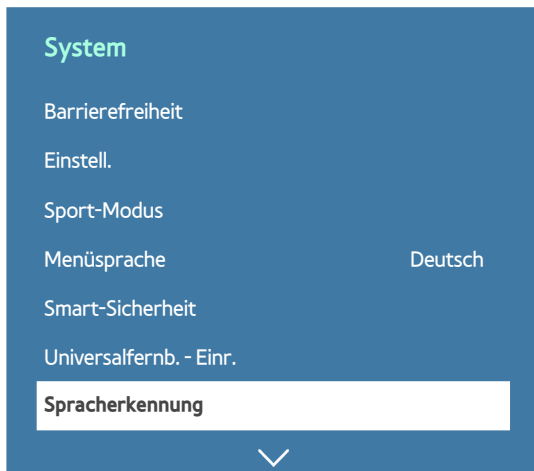 System
Barrierefreiheit
Einstell.
Sport-Modus
Menüsprache Deutsch
Smart-Sicherheit
Universalfernb. - Einr.
Spracherkennung